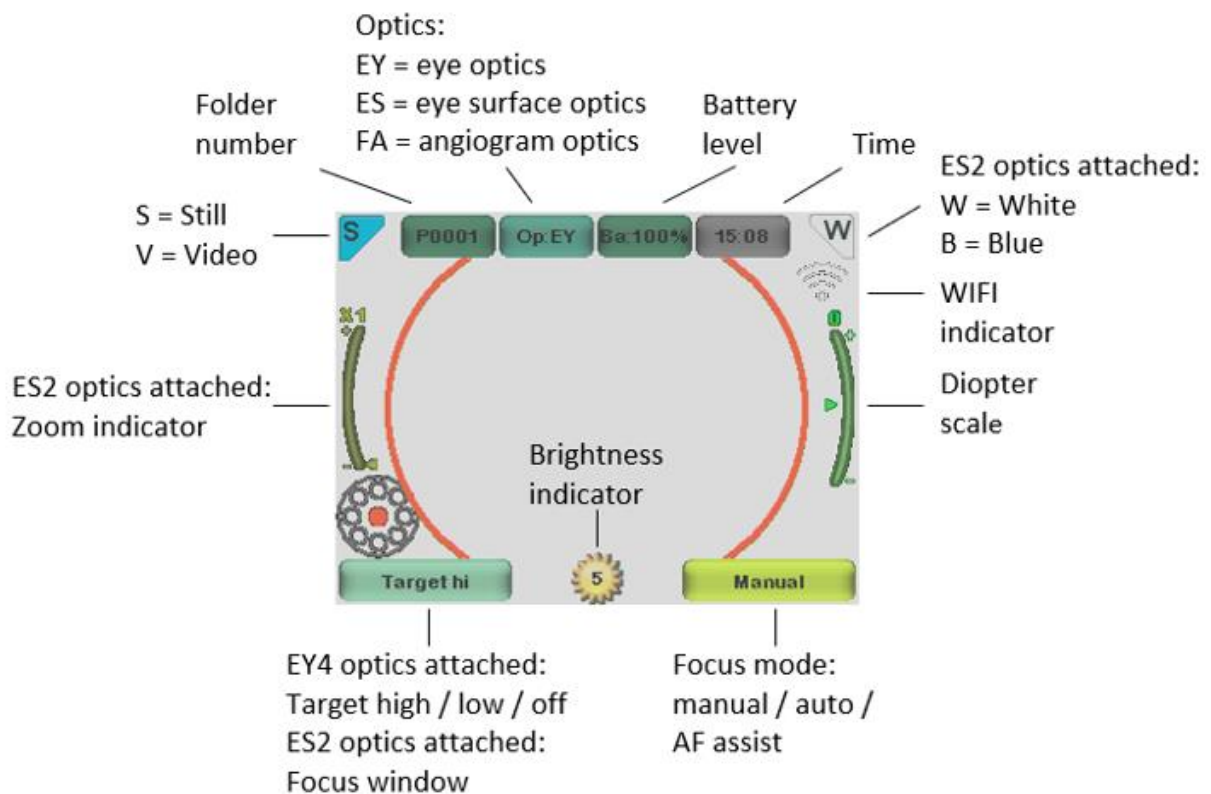 Optics:
EY = eye optics
ES = eye surface optics
FA = angiogram optics
Folder
number
Battery
level
Time
ES2 optics attached:
W = White
B = Blue
S = Still
V = Video
S
P0001
Op:EY
Ba:100%
15:08
W
WIFI
indicator
X1
+
-
0
+
-
Diopter
scale
ES2 optics attached:
Zoom indicator
Brightness
indicator
Target hi
5
Manual
EY4 optics attached:
Target high / low / off
ES2 optics attached:
Focus window
Focus mode:
manual / auto /
AF assist